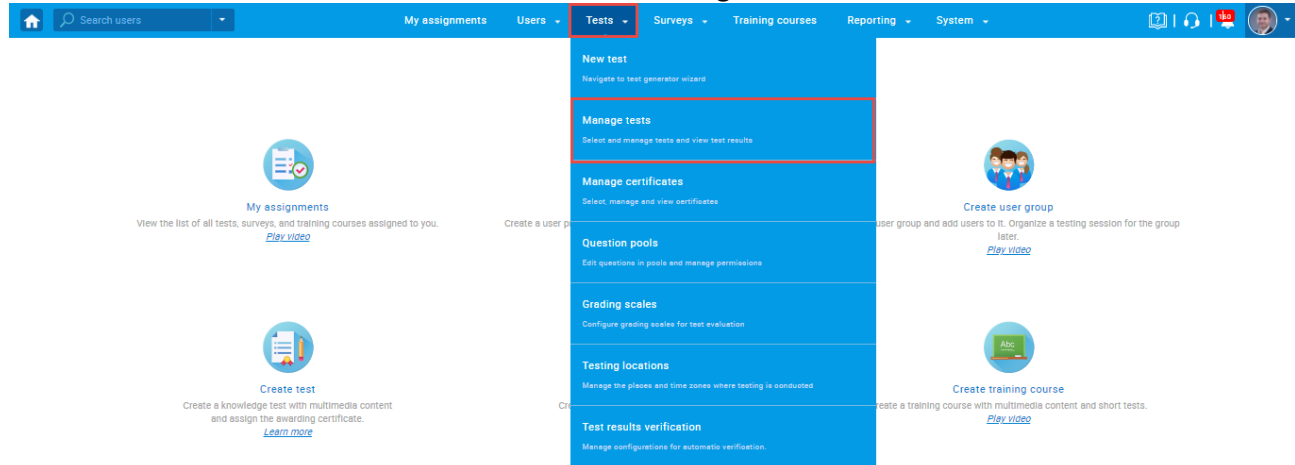 Search users
My assignments
Users
Tests
Surveys
Training courses
Reporting
System
160
New test
Navigate to test generator wizard
Manage tests
Select and manage tests and view test results
Manage certificates
Select, manage and view certificates
Question pools
Edit questions in pools and manage permissions
Grading scales
Configure grading scales for test evaluation
Testing locations
Manage the places and time zones where testing is conducted
Test results verification
Manage configurations for automatic verification.
My assignments
View the list of all tests, surveys, and training courses assigned to you.
Play video
Create a user
Create user group
user group and add users to it. Organize a testing session for the group
later.
Play video
Create test
Create a knowledge test with multimedia content
and assign the awarding certificate.
Learn more
Abc
Create training course
reate a training course with multimedia content and short tests.
Play video